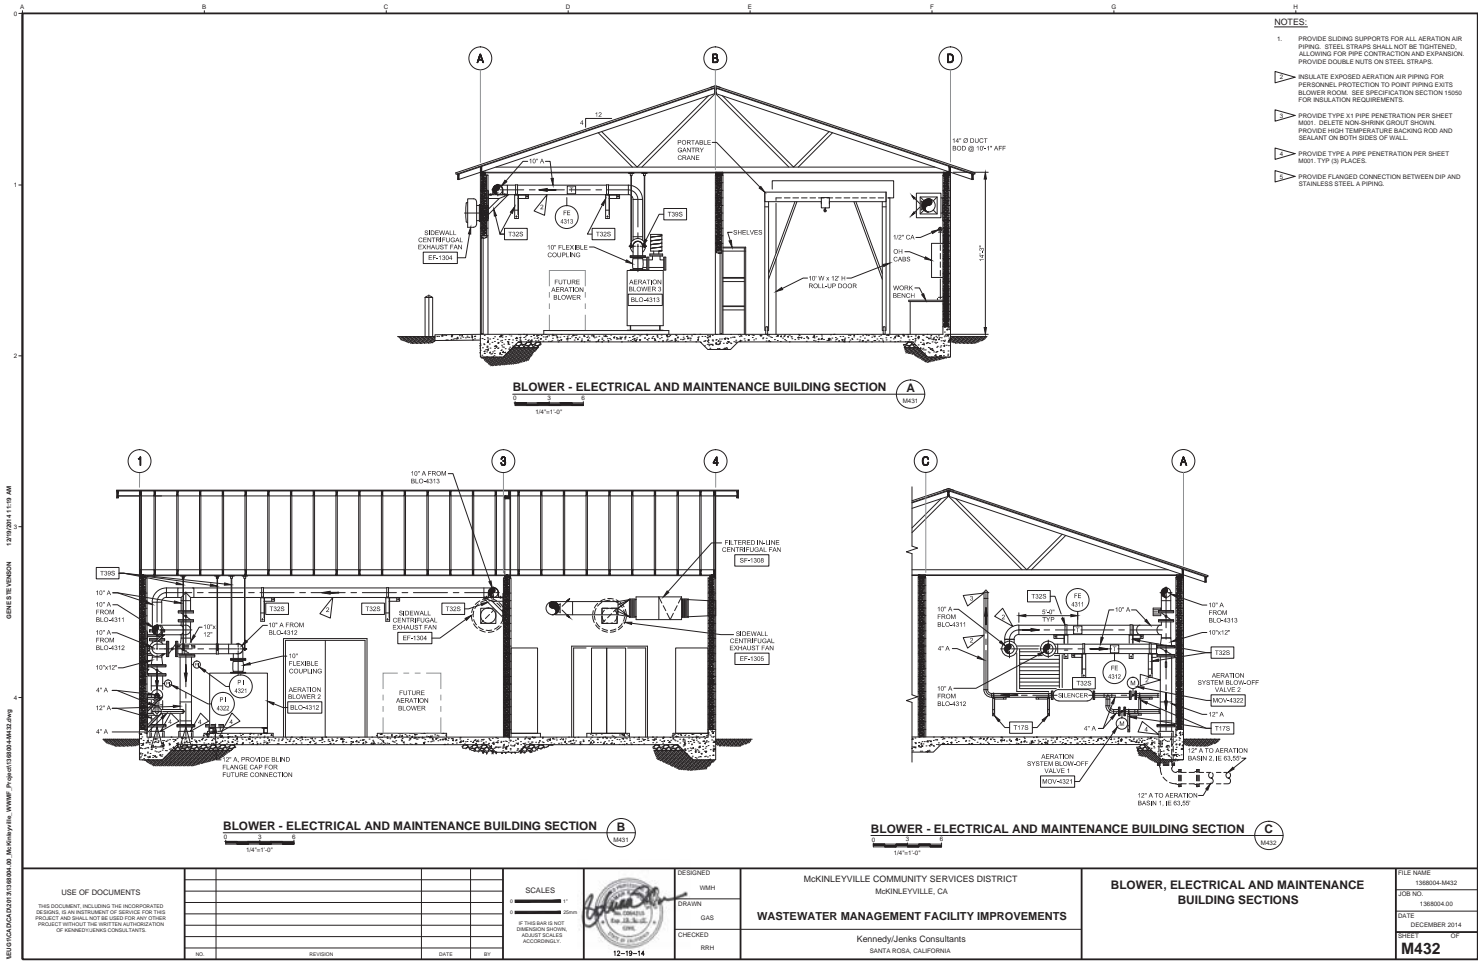 A B C D E F G H
0
1
2
3
4
NOTES:
1. PROVIDE SLIDING SUPPORTS FOR ALL AERATION AIR
PIPING. STEEL STRAPS SHALL NOT BE TIGHTENED,
ALLOWING FOR PIPE CONTRACTION AND EXPANSION.
PROVIDE DOUBLE NUTS ON STEEL STRAPS.
2 INSULATE EXPOSED AERATION AIR PIPING FOR
PERSONNEL PROTECTION TO POINT PIPING EXITS
BLOWER ROOM. SEE SPECIFICATION SECTION 15050
FOR INSULATION REQUIREMENTS.
3 PROVIDE TYPE X1 PIPE PENETRATION PER SHEET
M001. DELETE NON-SHRINK GROUT SHOWN.
PROVIDE HIGH TEMPERATURE BACKING ROD AND
SEALANT ON BOTH SIDES OF WALL.
4 PROVIDE TYPE A PIPE PENETRATION PER SHEET
M001. TYP (3) PLACES.
5 PROVIDE FLANGED CONNECTION BETWEEN DIP AND
STAINLESS STEEL A PIPING.
A
B
D
12
4
PORTABLE
GANTRY
CRANE
14" Ø DUCT
BOD @ 10'-1" AFF
10" A
2
FE
4313
T39S
T32S
T32S
SIDEWALL
CENTRIFUGAL
EXHAUST FAN
EF-1304
10" FLEXIBLE
COUPLING
SHELVES
1/2" CA
OH
CABS
14'-3"
FUTURE
AERATION
BLOWER
AERATION
BLOWER 3
BLO-4313
10' W x 12' H
ROLL-UP DOOR
WORK
BENCH
BLOWER - ELECTRICAL AND MAINTENANCE BUILDING SECTION
A
M431
0 3 6
1/4"=1'-0"
1
3
4
10" A FROM
BLO-4313
FILTERED IN-LINE
CENTRIFUGAL FAN
SF-1308
T39S
10" A
10" A
FROM
BLO-4311
10" A
FROM
BLO-4312
10"x12"
4" A
12" A
4" A
10"x
12"
T32S
2
T32S
T32S
10" A FROM
BLO-4312
SIDEWALL
CENTRIFUGAL
EXHAUST FAN
EF-1304
10"
FLEXIBLE
COUPLING
PI
4321
PI
4322
AERATION
BLOWER 2
BLO-4312
FUTURE
AERATION
BLOWER
SIDEWALL
CENTRIFUGAL
EXHAUST FAN
EF-1305
4
4
4
12" A, PROVIDE BLIND
FLANGE CAP FOR
FUTURE CONNECTION
BLOWER - ELECTRICAL AND MAINTENANCE BUILDING SECTION
B
M431
0 3 6
1/4"=1'-0"
C
A
3
2
2
T32S
FE
4311
5'-0"
TYP
10" A
10" A
FROM
BLO-4311
4" A
10" A
FROM
BLO-4312
10" A
FROM
BLO-4313
10"x12"
T32S
T32S
FE
4312
M
SILENCER
M
T17S
4" A
4
AERATION
SYSTEM BLOW-OFF
VALVE 2
MOV-4322
12" A
T17S
AERATION
SYSTEM BLOW-OFF
VALVE 1
MOV-4321
12" A TO AERATION
BASIN 2, IE 63.55'
12" A TO AERATION
BASIN 1, IE 63.55'
BLOWER - ELECTRICAL AND MAINTENANCE BUILDING SECTION
C
M432
0 3 6
1/4"=1'-0"
GENE STEVENSON 12/19/2014 11:19 AM
USE OF DOCUMENTS
THIS DOCUMENT, INCLUDING THE INCORPORATED
DESIGNS, IS AN INSTRUMENT OF SERVICE FOR THIS
PROJECT AND SHALL NOT BE USED FOR ANY OTHER
PROJECT WITHOUT THE WRITTEN AUTHORIZATION
OF KENNEDY/JENKS CONSULTANTS.
NO. REVISION DATE BY
SCALES
0 1"
0 25mm
IF THIS BAR IS NOT
DIMENSION SHOWN,
ADJUST SCALES
ACCORDINGLY.
CIVIL
12-19-14
DESIGNED
WMH
DRAWN
GAS
CHECKED
RRH
McKINLEYVILLE COMMUNITY SERVICES DISTRICT
McKINLEYVILLE, CA
WASTEWATER MANAGEMENT FACILITY IMPROVEMENTS
Kennedy/Jenks Consultants
SANTA ROSA, CALIFORNIA
BLOWER, ELECTRICAL AND MAINTENANCE
BUILDING SECTIONS
FILE NAME
1368004-M432
JOB NO.
1368004.00
DATE
DECEMBER 2014
SHEET OF
M432